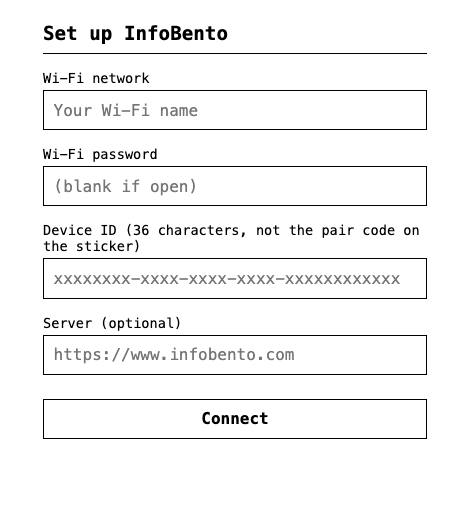 Set up InfoBento
Wi-Fi network
Your Wi-Fi name
Wi-Fi password
(blank if open)
Device ID (36 characters, not the pair code on
the sticker)
xxxxxxxx-xxxx-xxxx-xxxx-xxxxxxxxxxxx
Server (optional)
https://www.infobento.com
Connect